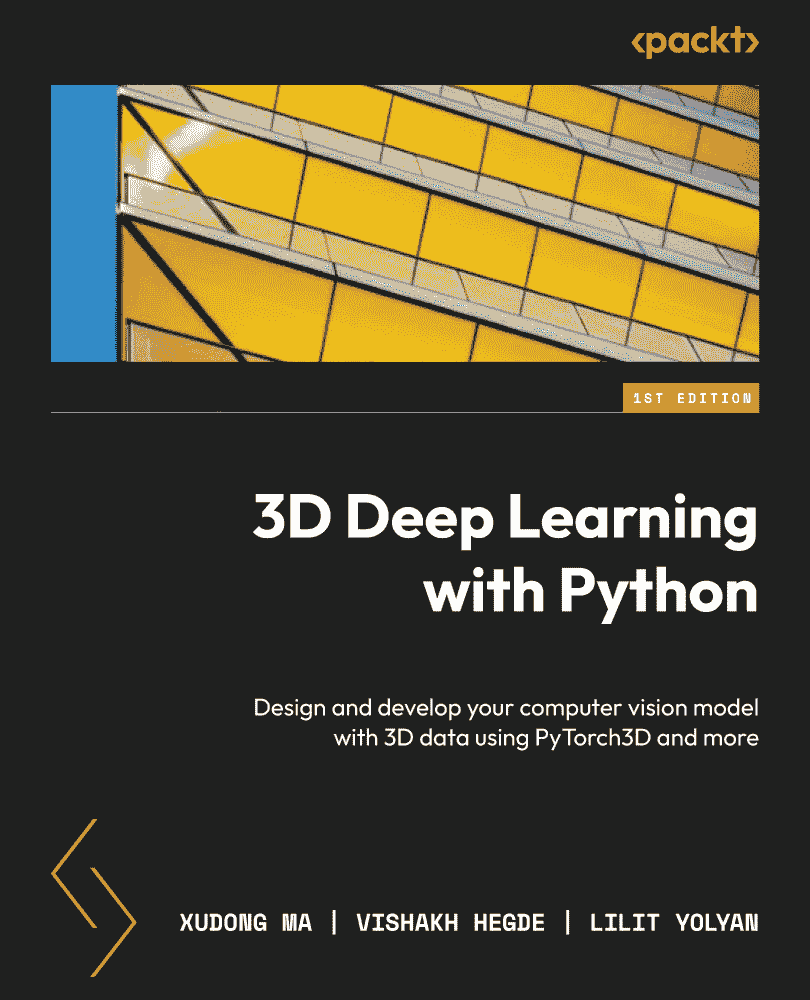 <packt>
1ST EDITION
3D Deep Learning
with Python
Design and develop your computer vision model
with 3D data using PyTorch3D and more
XUDONG MA | VISHAKH HEGDE | LILIT YOLYAN